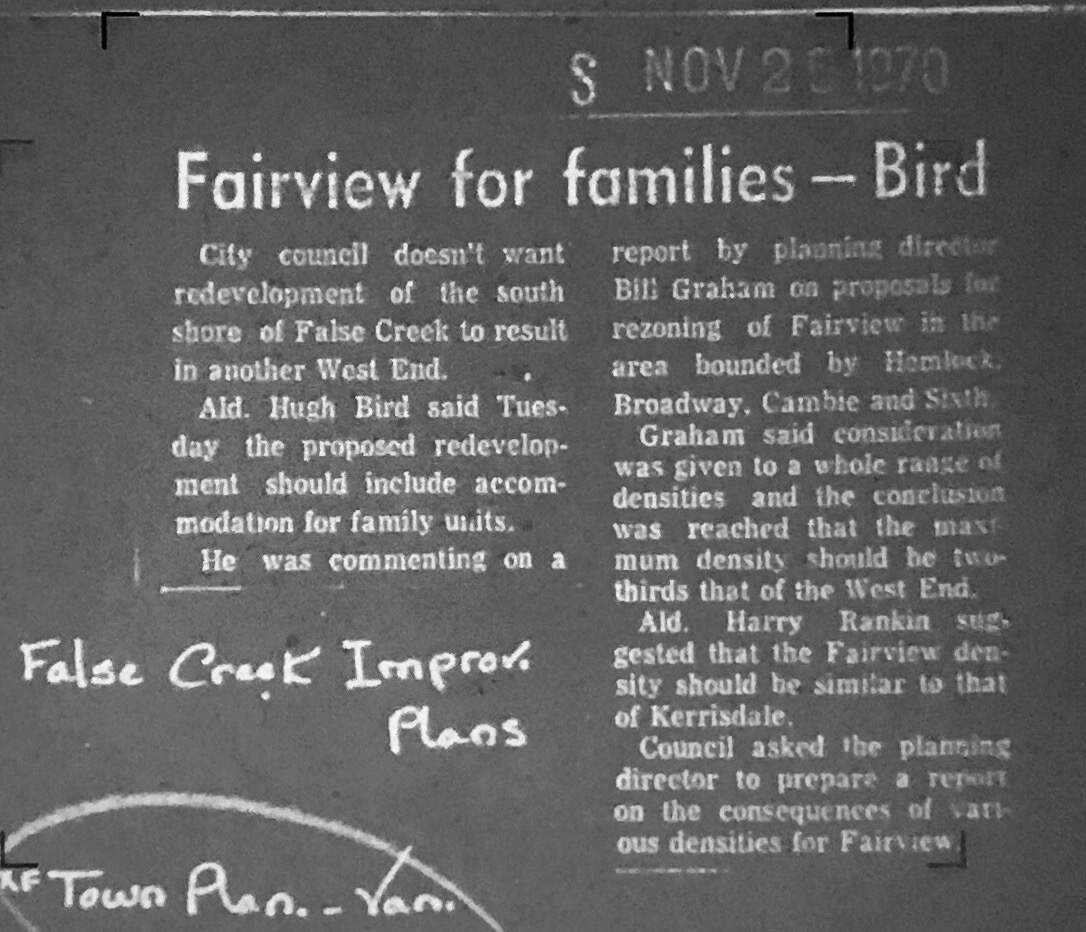 S NOV 25 1970
Fairview for families — Bird
City council doesn't want
redevelopment of the south
shore of False Creek to result
in another West End.
Ald. Hugh Bird said Tues-
day the proposed redevelop-
ment should include accom-
modation for family units.
He was commenting on a
report by planning director
Bill Graham on proposals for
rezoning of Fairview in the
area bounded by Hemlock,
Broadway, Cambie and Sixth.
Graham said consideration
was given to a whole range of
densities and the conclusion
was reached that the maxi-
mum density should be two-
thirds that of the West End.
Ald. Harry Rankin sug-
gested that the Fairview den-
sity should be similar to that
of Kerrisdale.
Council asked the planning
director to prepare a report
on the consequences of vari-
ous densities for Fairview.
False Creek Improv.
Plans
XF Town Plan. - Van.